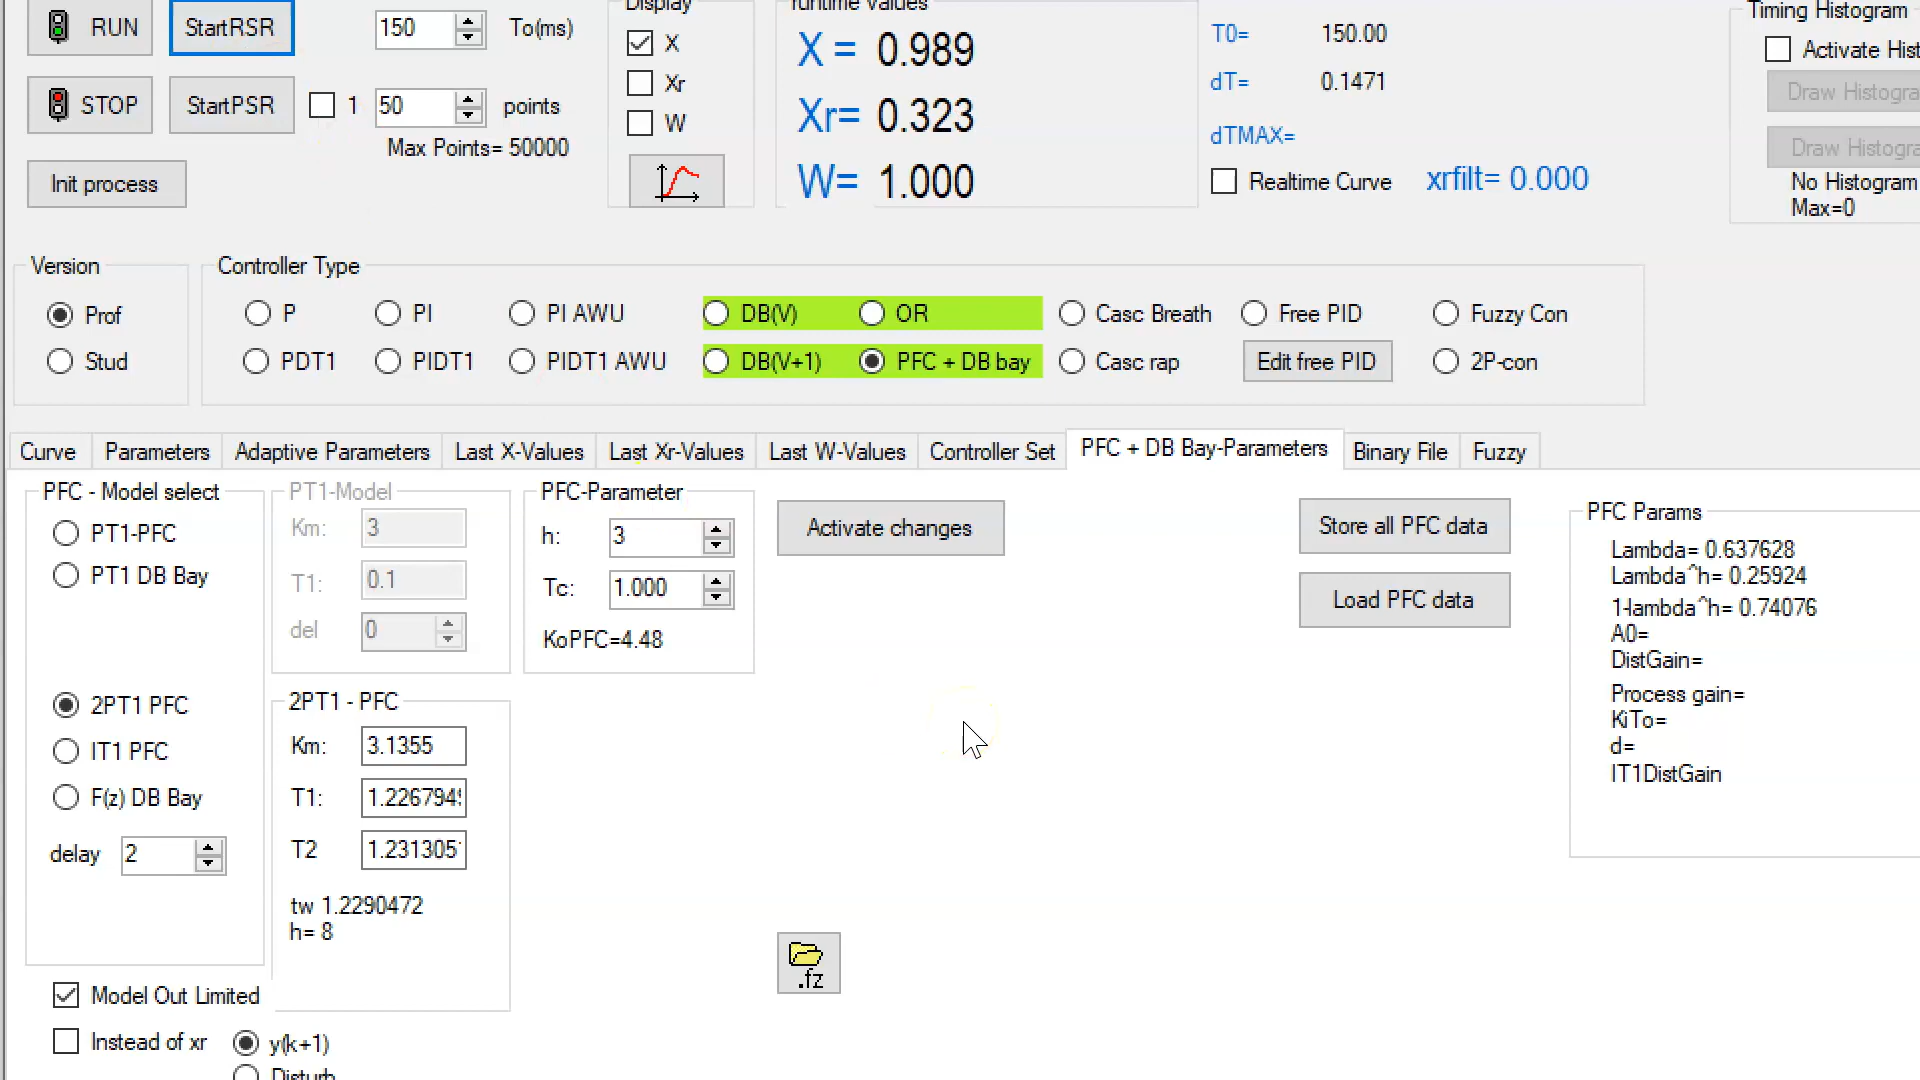 RUN
StartRSR
150
To(ms)
Display
X
Xr
W
runtime values
X = 0.989
Xr= 0.323
W= 1.000
T0= 150.00
dT= 0.1471
dTMAX=
Realtime Curve
xrfilt= 0.000
Timing Histogram
Activate Hist
Draw Histogra
Draw Histogra
No Histogram
Max=0
STOP
StartPSR
1
50
points
Max Points= 50000
Init process
Version
Prof
Stud
Controller Type
P
PI
PI AWU
DB(V)
OR
Casc Breath
Free PID
Fuzzy Con
PDT1
PIDT1
PIDT1 AWU
DB(V+1)
PFC + DB bay
Casc rap
Edit free PID
2P-con
Curve
Parameters
Adaptive Parameters
Last X-Values
Last Xr-Values
Last W-Values
Controller Set
PFC + DB Bay-Parameters
Binary File
Fuzzy
PFC - Model select
PT1-PFC
PT1 DB Bay
2PT1 PFC
IT1 PFC
F(z) DB Bay
delay 2
PT1-Model
Km: 3
T1: 0.1
del 0
PFC-Parameter
h: 3
Tc: 1.000
KoPFC=4.48
Activate changes
Store all PFC data
Load PFC data
PFC Params
Lambda= 0.637628
Lambda^h= 0.25924
1-lambda^h= 0.74076
A0=
DistGain=
Process gain=
KiTo=
d=
IT1DistGain
2PT1 - PFC
Km: 3.1355
T1: 1.226794
T2 1.231305
tw 1.2290472
h= 8
.fz
Model Out Limited
Instead of xr
y(k+1)
Disturb